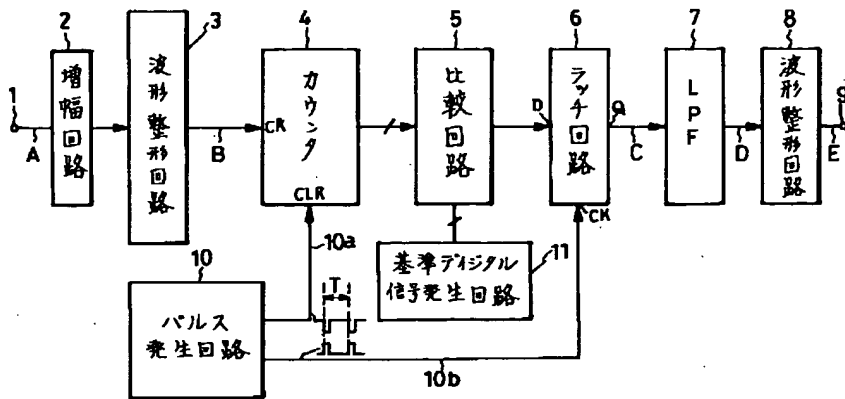 1
A
2
増幅回路
3
波形整形回路
B
4
カウンタ
CK
CLR
5
比較回路
6
ラッチ回路
D
Q
CK
C
7
LPF
D
8
波形整形回路
9
E
10
パルス
発生回路
10a
T
10b
基準ディジタル
信号発生回路
11